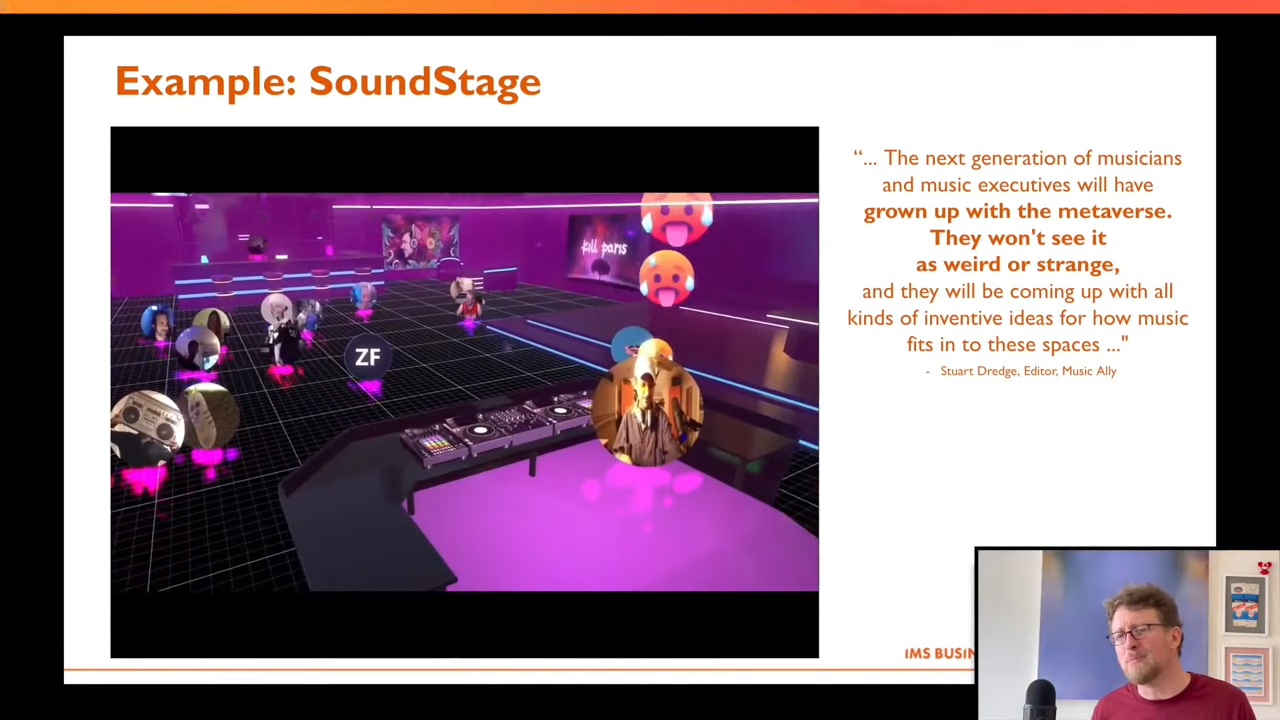 Example: SoundStage
kill paris
ZF
“... The next generation of musicians
and music executives will have
grown up with the metaverse.
They won't see it
as weird or strange,
and they will be coming up with all
kinds of inventive ideas for how music
fits in to these spaces ..."
- Stuart Dredge, Editor, Music Ally
IMS